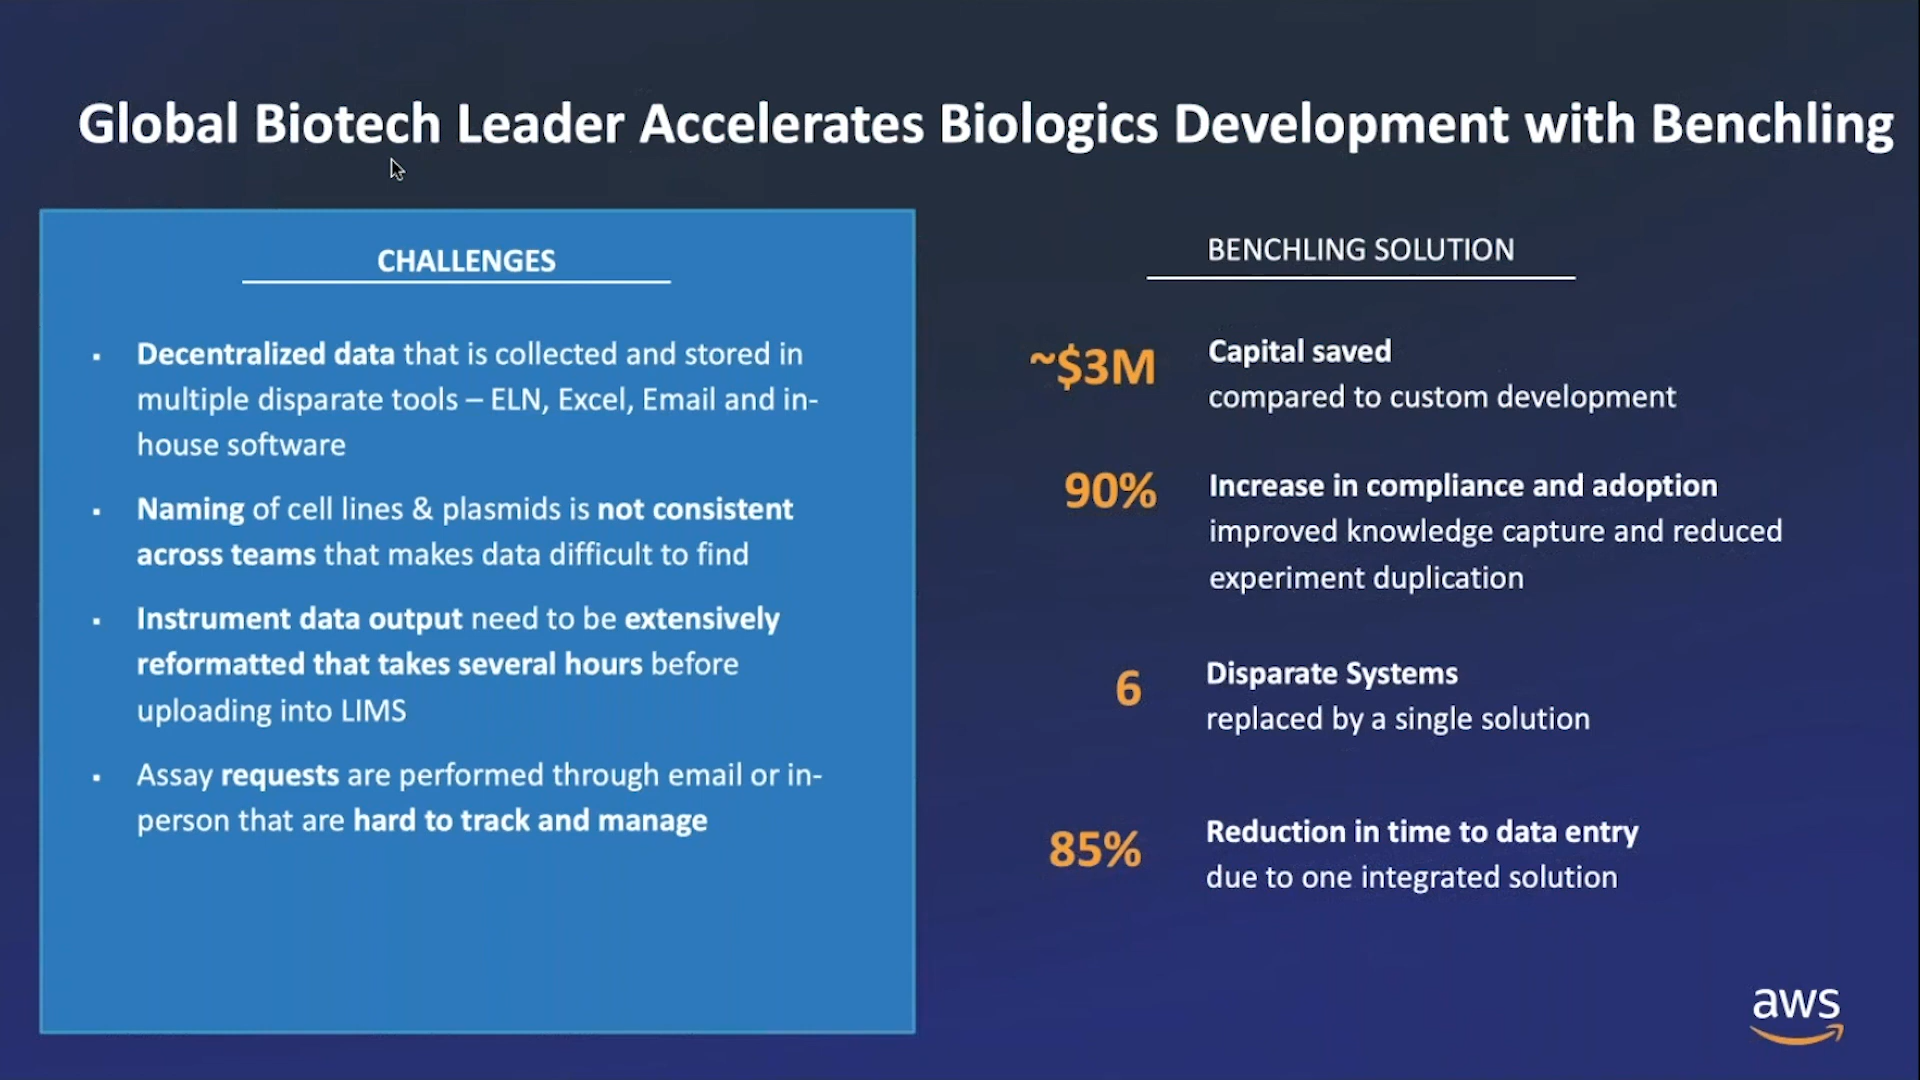 Global Biotech Leader Accelerates Biologics Development with Benchling
CHALLENGES
▪ Decentralized data that is collected and stored in
multiple disparate tools – ELN, Excel, Email and in-
house software
▪ Naming of cell lines & plasmids is not consistent
across teams that makes data difficult to find
▪ Instrument data output need to be extensively
reformatted that takes several hours before
uploading into LIMS
▪ Assay requests are performed through email or in-
person that are hard to track and manage
BENCHLING SOLUTION
~$3M
Capital saved
compared to custom development
90%
Increase in compliance and adoption
improved knowledge capture and reduced
experiment duplication
6
Disparate Systems
replaced by a single solution
85%
Reduction in time to data entry
due to one integrated solution
aws